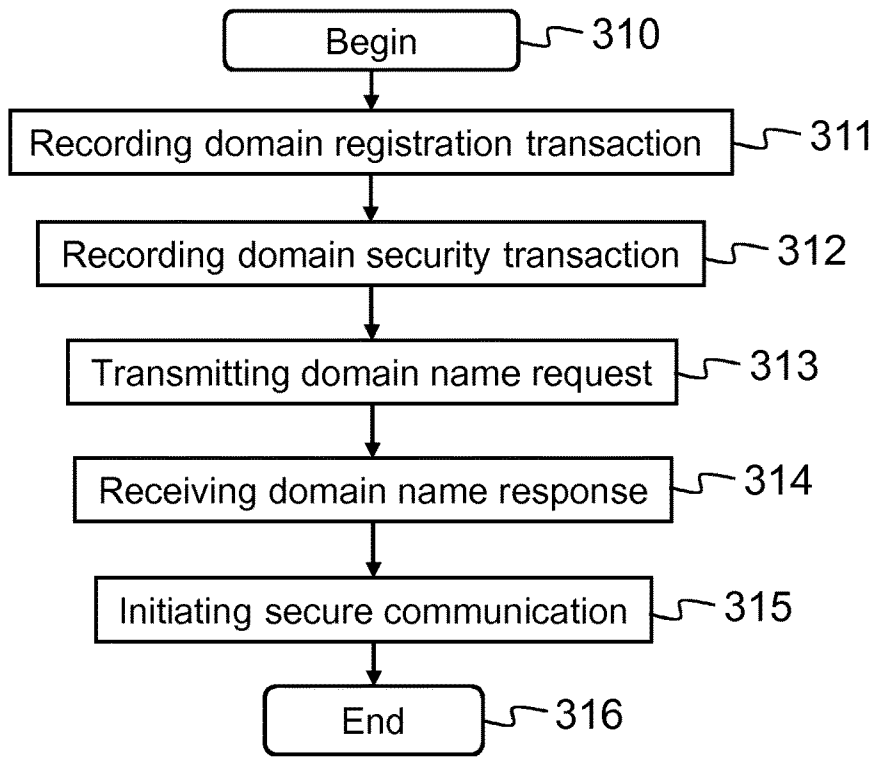 Begin 310
Recording domain registration transaction 311
Recording domain security transaction 312
Transmitting domain name request 313
Receiving domain name response 314
Initiating secure communication 315
End 316